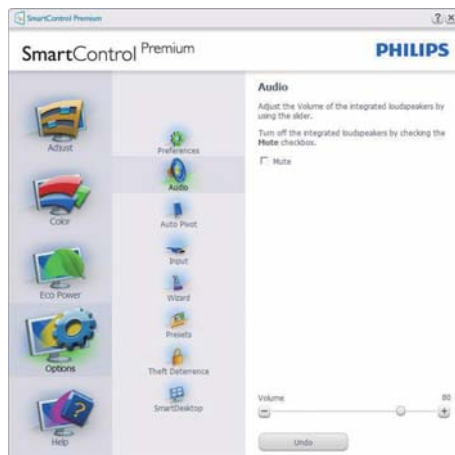 SmartControl Premium
SmartControl Premium
PHILIPS
Adjust
Color
Eco Power
Options
Help
Preferences
Audio
Auto Pivot
Input
Wizard
Presets
Theft Deterrence
SmartDesktop
Audio
Adjust the Volume of the integrated loudspeakers by
using the slider.
Turn off the integrated loudspeakers by checking the
Mute checkbox.
Mute
Volume 80
Undo